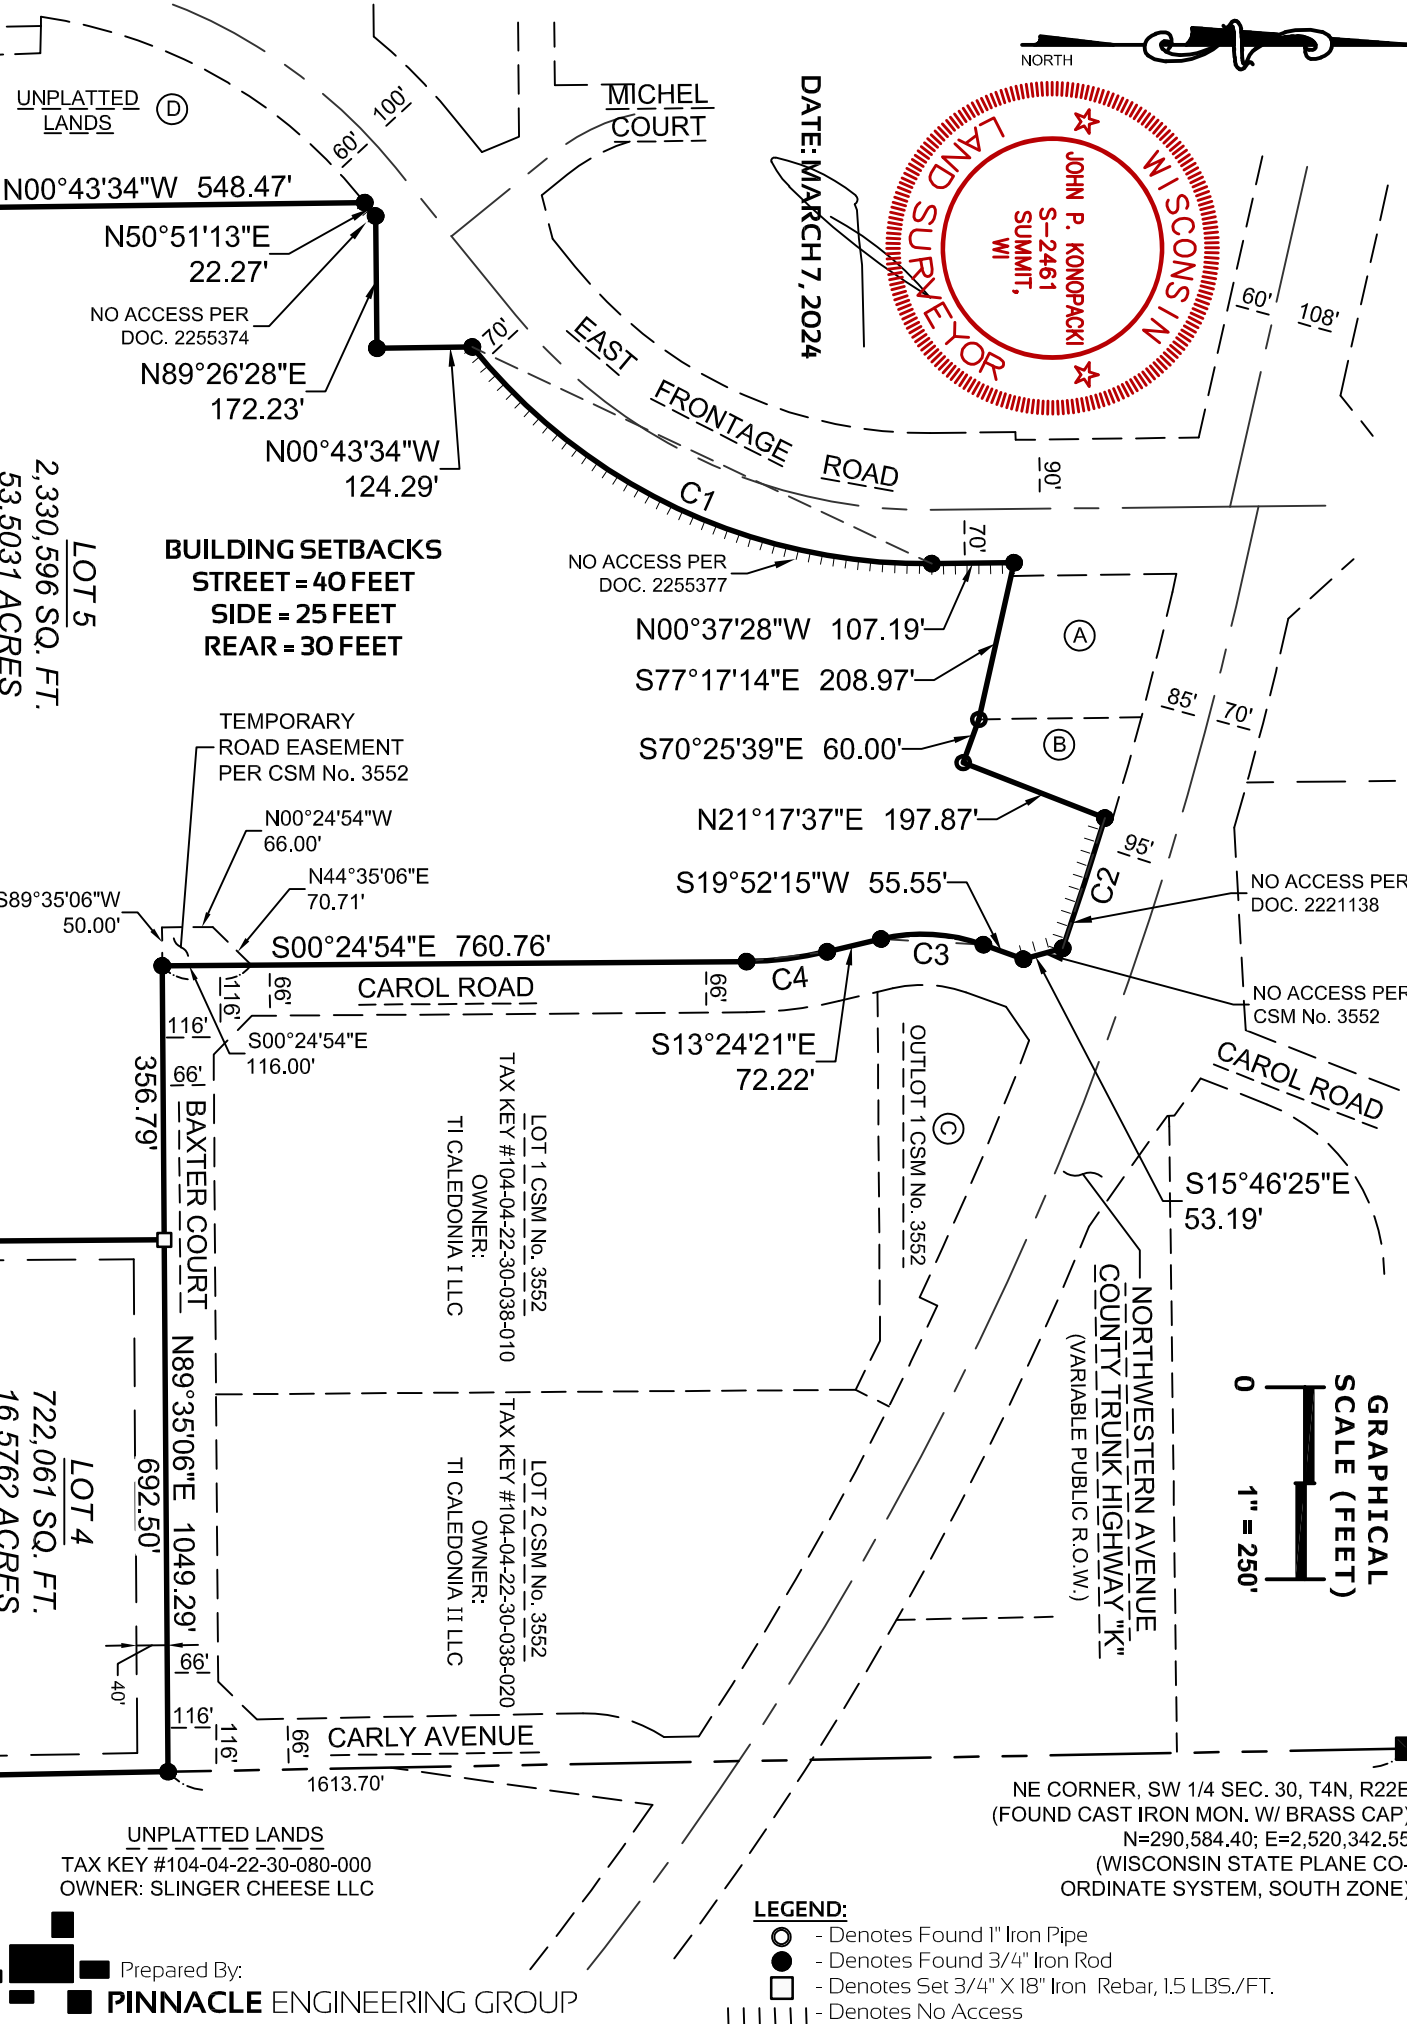 NORTH
UNPLATTED
LANDS
D
100'
60'
MICHEL
COURT
DATE: MARCH 7, 2024
WISCONSIN
LAND SURVEYOR
JOHN P. KONOPACKI
S-2461
SUMMIT,
WI
N00°43'34"W 548.47'
N50°51'13"E
22.27'
NO ACCESS PER
DOC. 2255374
N89°26'28"E
172.23'
N00°43'34"W
124.29'
70'
EAST FRONTAGE ROAD
60'
108'
90'
C1
70'
LOT 5
2,330,596 SQ. FT.
53.5031 ACRES
BUILDING SETBACKS
STREET = 40 FEET
SIDE = 25 FEET
REAR = 30 FEET
NO ACCESS PER
DOC. 2255377
N00°37'28"W 107.19'
A
S77°17'14"E 208.97'
85'
70'
S70°25'39"E 60.00'
B
TEMPORARY
ROAD EASEMENT
PER CSM No. 3552
N21°17'37"E 197.87'
95'
N00°24'54"W
66.00'
N44°35'06"E
70.71'
S19°52'15"W 55.55'
C2
NO ACCESS PER
DOC. 2221138
S89°35'06"W
50.00'
S00°24'54"E 760.76'
CAROL ROAD
C4
C3
116'
66'
66'
NO ACCESS PER
CSM No. 3552
116'
S00°24'54"E
116.00'
S13°24'21"E
72.22'
CAROL ROAD
356.79'
66'
BAXTER COURT
LOT 1 CSM No. 3552
TAX KEY #104-04-22-30-038-010
OWNER:
TI CALEDONIA I LLC
OUTLOT 1 CSM No. 3552
C
S15°46'25"E
53.19'
NORTHWESTERN AVENUE
COUNTY TRUNK HIGHWAY "K"
(VARIABLE PUBLIC R.O.W.)
GRAPHICAL
SCALE (FEET)
0
1" = 250'
N89°35'06"E 1049.29'
692.50'
LOT 4
722,061 SQ. FT.
16.5762 ACRES
LOT 2 CSM No. 3552
TAX KEY #104-04-22-30-038-020
OWNER:
TI CALEDONIA II LLC
40'
66'
116'
116'
66'
CARLY AVENUE
1613.70'
NE CORNER, SW 1/4 SEC. 30, T4N, R22E
(FOUND CAST IRON MON. W/ BRASS CAP)
N=290,584.40; E=2,520,342.55
(WISCONSIN STATE PLANE CO-
ORDINATE SYSTEM, SOUTH ZONE)
UNPLATTED LANDS
TAX KEY #104-04-22-30-080-000
OWNER: SLINGER CHEESE LLC
LEGEND:
- Denotes Found 1" Iron Pipe
- Denotes Found 3/4" Iron Rod
- Denotes Set 3/4" X 18" Iron Rebar, 1.5 LBS./FT.
- Denotes No Access
Prepared By:
PINNACLE ENGINEERING GROUP